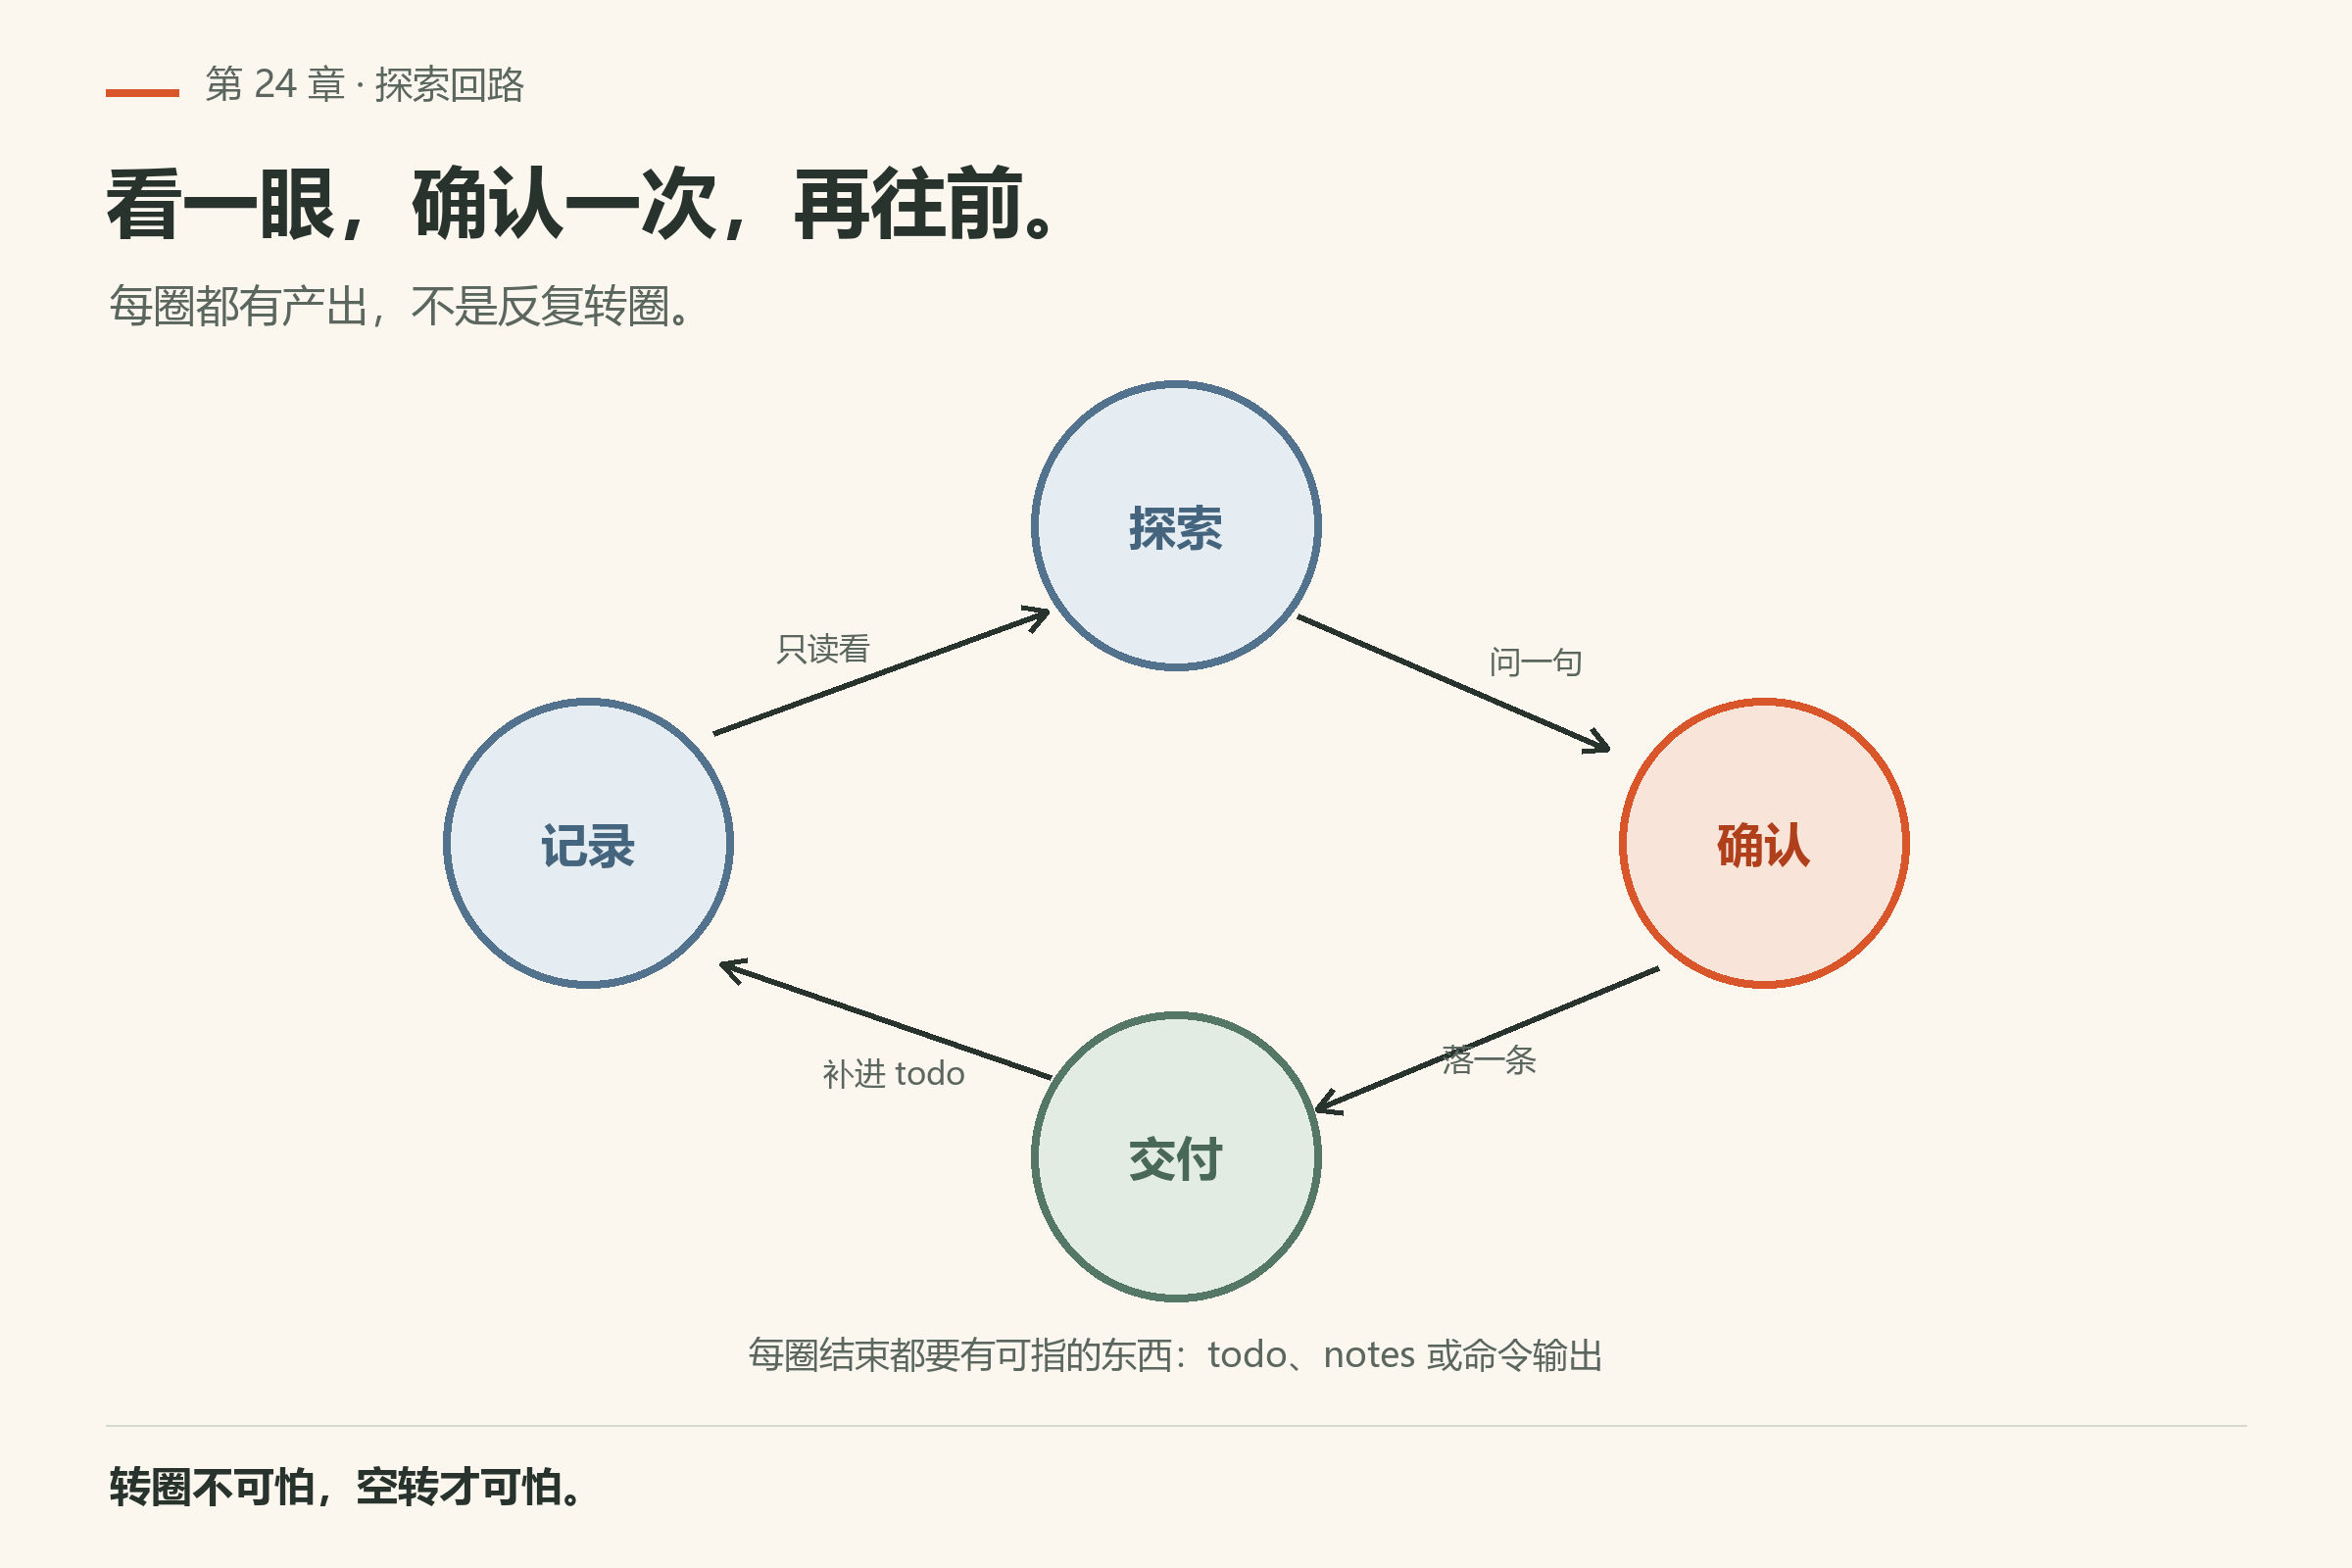 第 24 章 · 探索回路
看一眼，确认一次，再往前。
每圈都有产出，不是反复转圈。
探索
只读看
问一句
记录
确认
落一条
补进 todo
交付
每圈结束都要有可指的东西：todo、notes 或命令输出
转圈不可怕，空转才可怕。